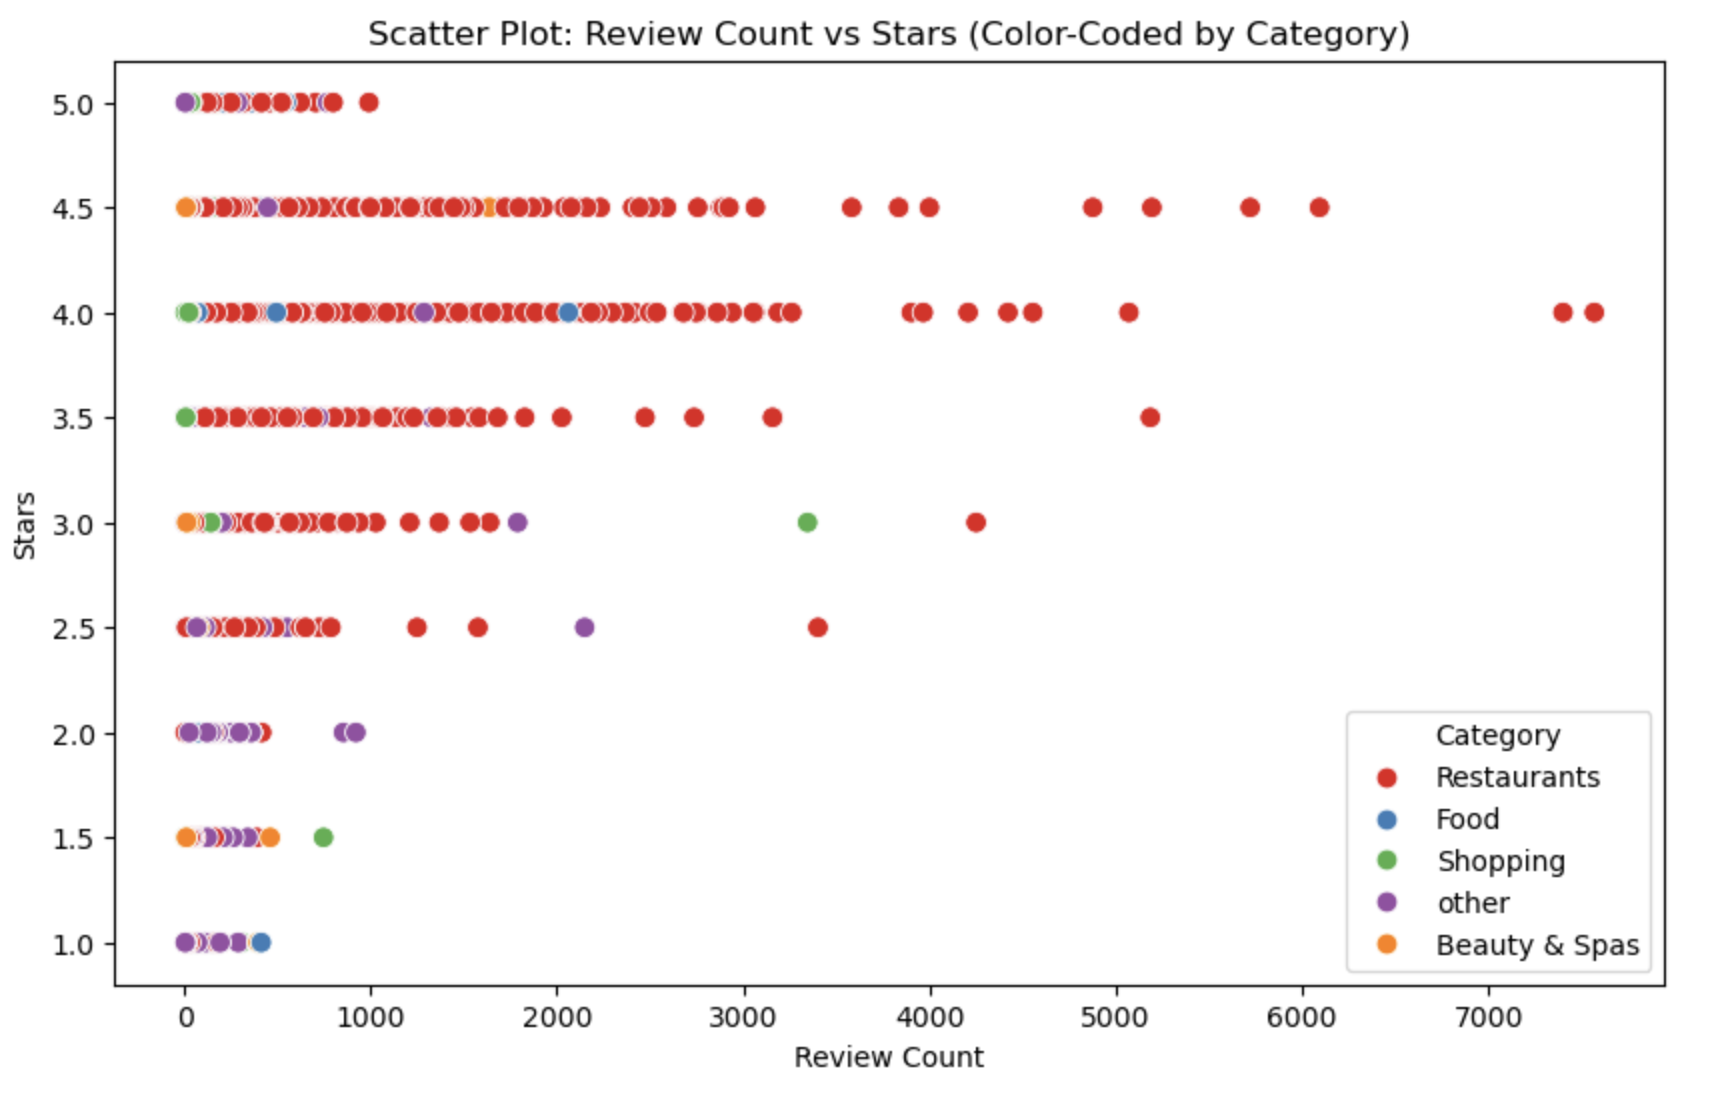 Scatter Plot: Review Count vs Stars (Color-Coded by Category)
5.0
4.5
4.0
3.5
3.0
2.5
2.0
1.5
1.0
Stars
0 1000 2000 3000 4000 5000 6000 7000
Review Count
Category
Restaurants
Food
Shopping
other
Beauty & Spas